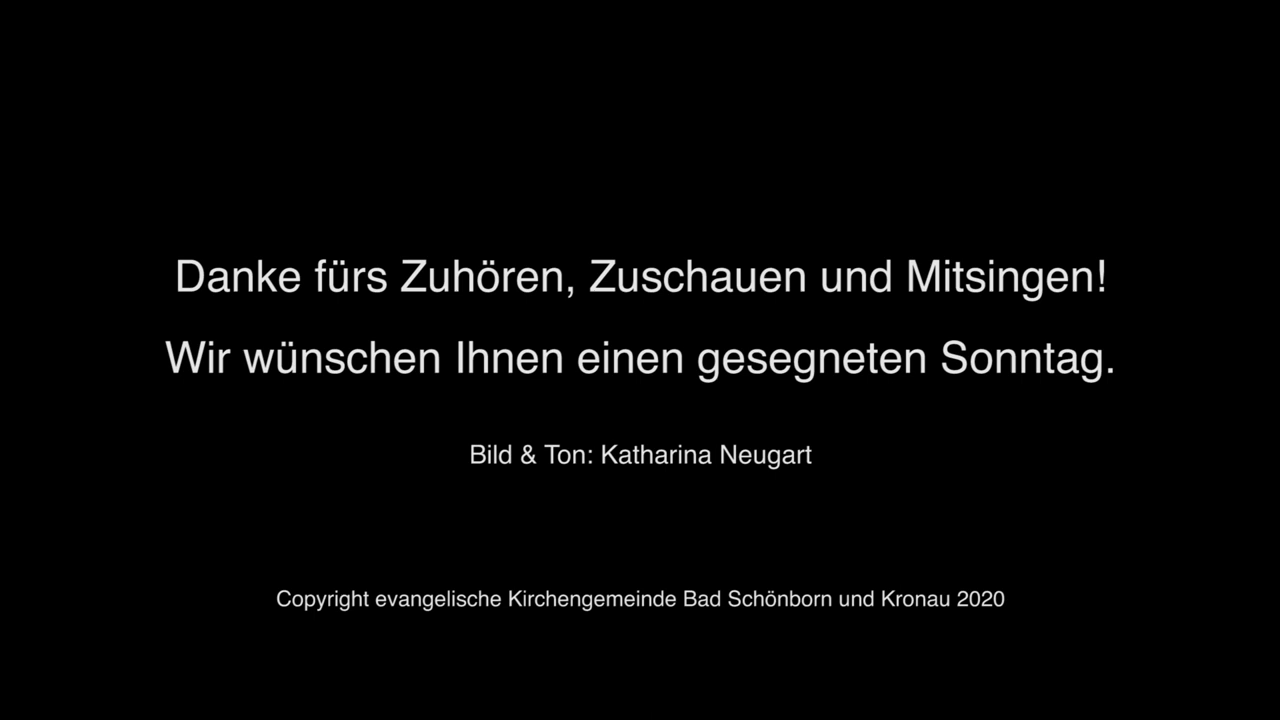 Danke fürs Zuhören, Zuschauen und Mitsingen!
Wir wünschen Ihnen einen gesegneten Sonntag.
Bild & Ton: Katharina Neugart
Copyright evangelische Kirchengemeinde Bad Schönborn und Kronau 2020